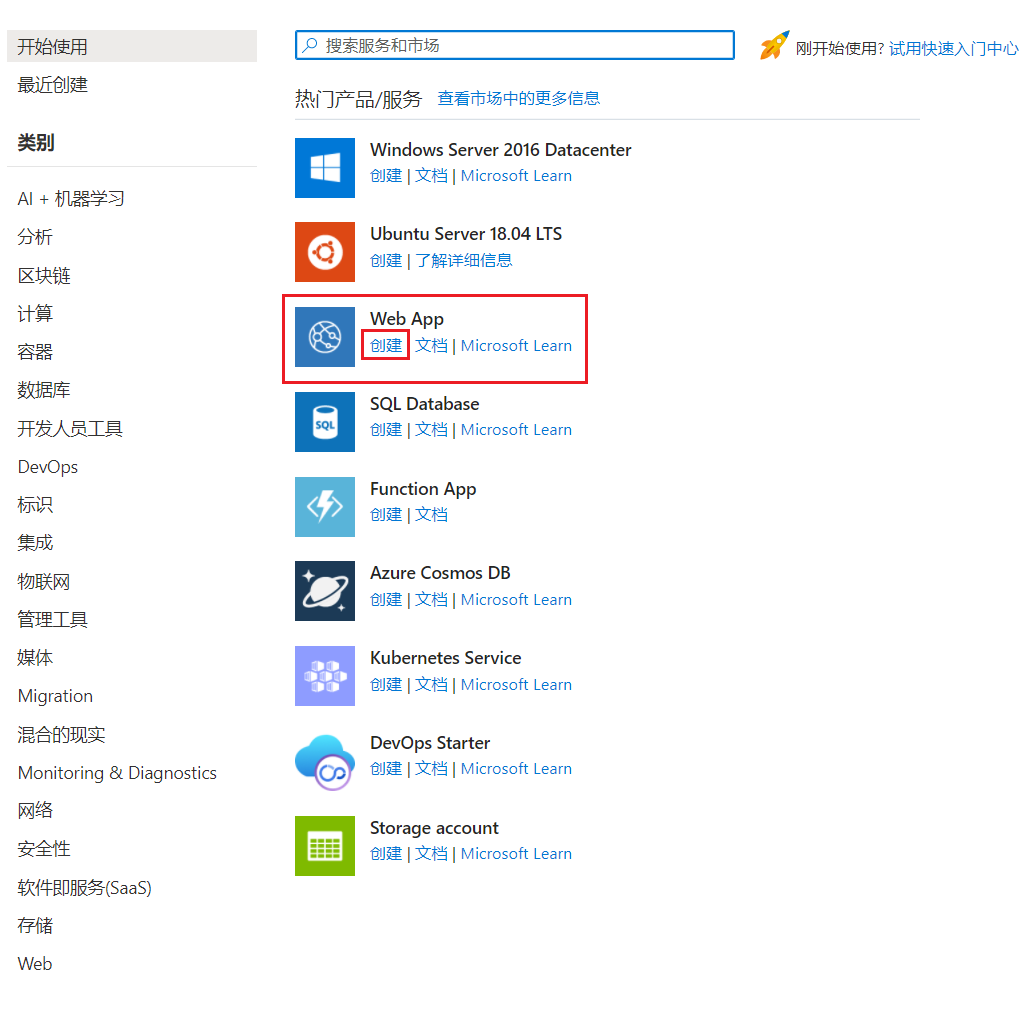 开始使用
最近创建
类别
AI + 机器学习
分析
区块链
计算
容器
数据库
开发人员工具
DevOps
标识
集成
物联网
管理工具
媒体
Migration
混合的现实
Monitoring & Diagnostics
网络
安全性
软件即服务(SaaS)
存储
Web
搜索服务和市场
刚开始使用? 试用快速入门中心
热门产品/服务 查看市场中的更多信息
Windows Server 2016 Datacenter
创建 | 文档 | Microsoft Learn
Ubuntu Server 18.04 LTS
创建 | 了解详细信息
Web App
创建 文档 | Microsoft Learn
SQL Database
SQL
创建 | 文档 | Microsoft Learn
Function App
创建 | 文档
Azure Cosmos DB
创建 | 文档 | Microsoft Learn
Kubernetes Service
创建 | 文档 | Microsoft Learn
DevOps Starter
创建 | 文档 | Microsoft Learn
Storage account
创建 | 文档 | Microsoft Learn